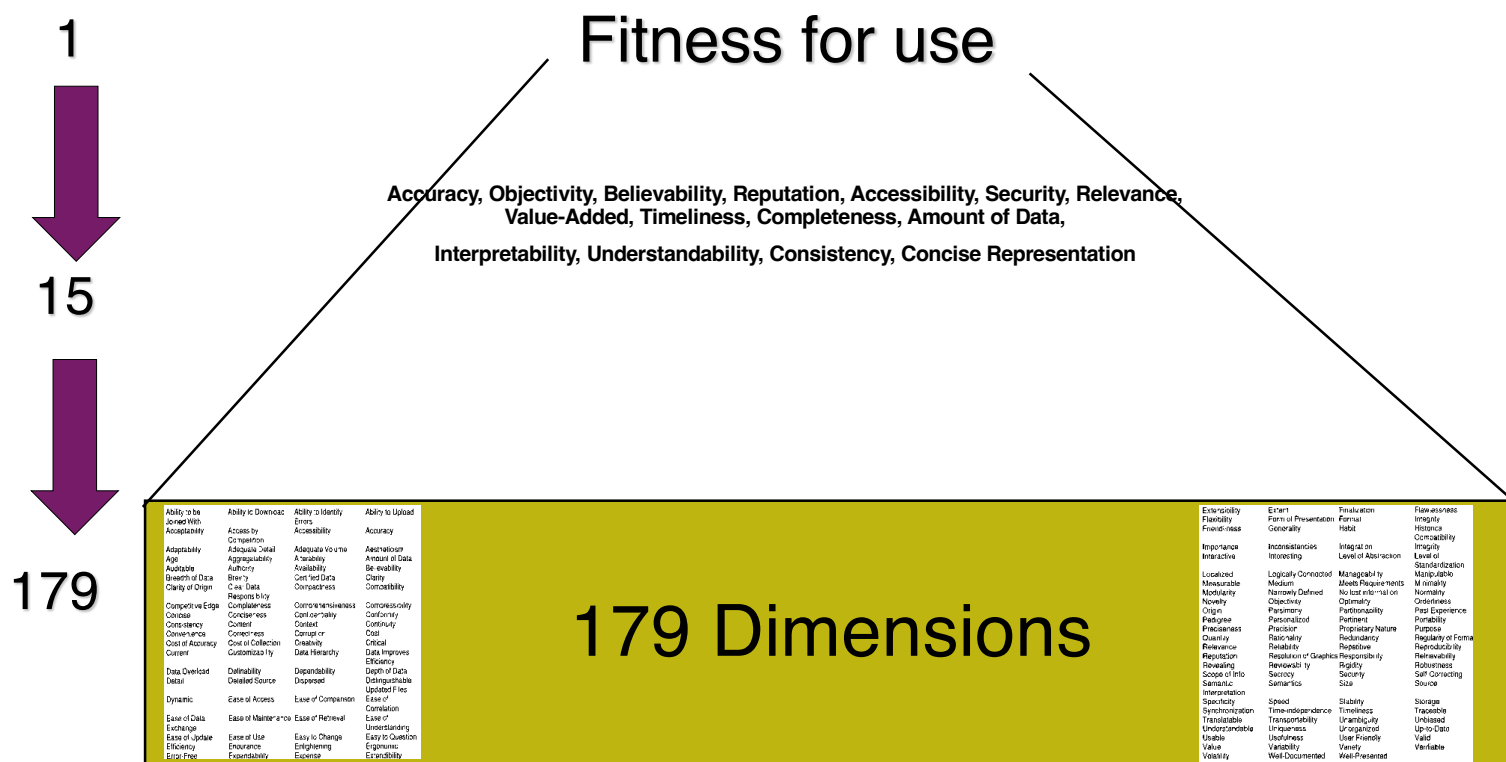 1
Fitness for use
Accuracy, Objectivity, Believability, Reputation, Accessibility, Security, Relevance,
Value-Added, Timeliness, Completeness, Amount of Data,
Interpretability, Understandability, Consistency, Concise Representation
15
179
Ability to be Ability to Download Ability to Identify Ability to Upload
Joined With Errors
Acceptability Access by Accessibility Accuracy
Competition
Adaptability Adequate Detail Adequate Volume Aestheticism
Age Aggregatability Alterability Amount of Data
Auditable Authority Availability Believability
Breadth of Data Brevity Certified Data Clarity
Clarity of Origin Clear Data Compactness Compatibility
Responsibility
Competitive Edge Completeness Comprehensiveness Compressibility
Concise Conciseness Confidentiality Conformity
Consistency Content Context Continuity
Convenience Correctness Corruption Cost
Cost of Accuracy Cost of Collection Creativity Critical
Current Customizability Data Hierarchy Data Improves
Efficiency
Data Overload Definability Dependability Depth of Data
Detail Detailed Source Dispersed Distinguishable
Updated Files
Dynamic Ease of Access Ease of Comparison Ease of
Correlation
Ease of Data Ease of Maintenance Ease of Retrieval Ease of
Exchange Understanding
Ease of Update Ease of Use Easy to Change Easy to Question
Efficiency Endurance Enlightening Ergonomic
Error-Free Expandability Expense Extendibility
179 Dimensions
Extensibility Extent Finalization Flawlessness
Flexibility Form of Presentation Format Integrity
Friendliness Generality Habit Historical
Compatibility
Importance Inconsistencies Integration Integrity
Interactive Interesting Level of Abstraction Level of
Standardization
Localized Logically Connected Manageability Manipulable
Measurable Medium Meets Requirements Minimality
Modularity Narrowly Defined No lost information Normality
Novelty Objectivity Optimality Orderliness
Origin Parsimony Partitionability Past Experience
Pedigree Personalized Pertinent Portability
Preciseness Precision Proprietary Nature Purpose
Quantity Rationality Redundancy Regularity of Forma
Relevance Reliability Repetitive Reproducibility
Reputation Resolution of Graphics Responsibility Retrievability
Revealing Reviewability Rigidity Robustness
Scope of Info Secrecy Security Self-Correcting
Semantic Semantics Size Source
Interpretation
Specificity Speed Stability Storage
Synchronization Time-independence Timeliness Traceable
Translatable Transportability Unambiguity Unbiased
Understandable Uniqueness Unorganized Up-to-Date
Usable Usefulness User Friendly Valid
Value Variability Variety Verifiable
Volatility Well-Documented Well-Presented